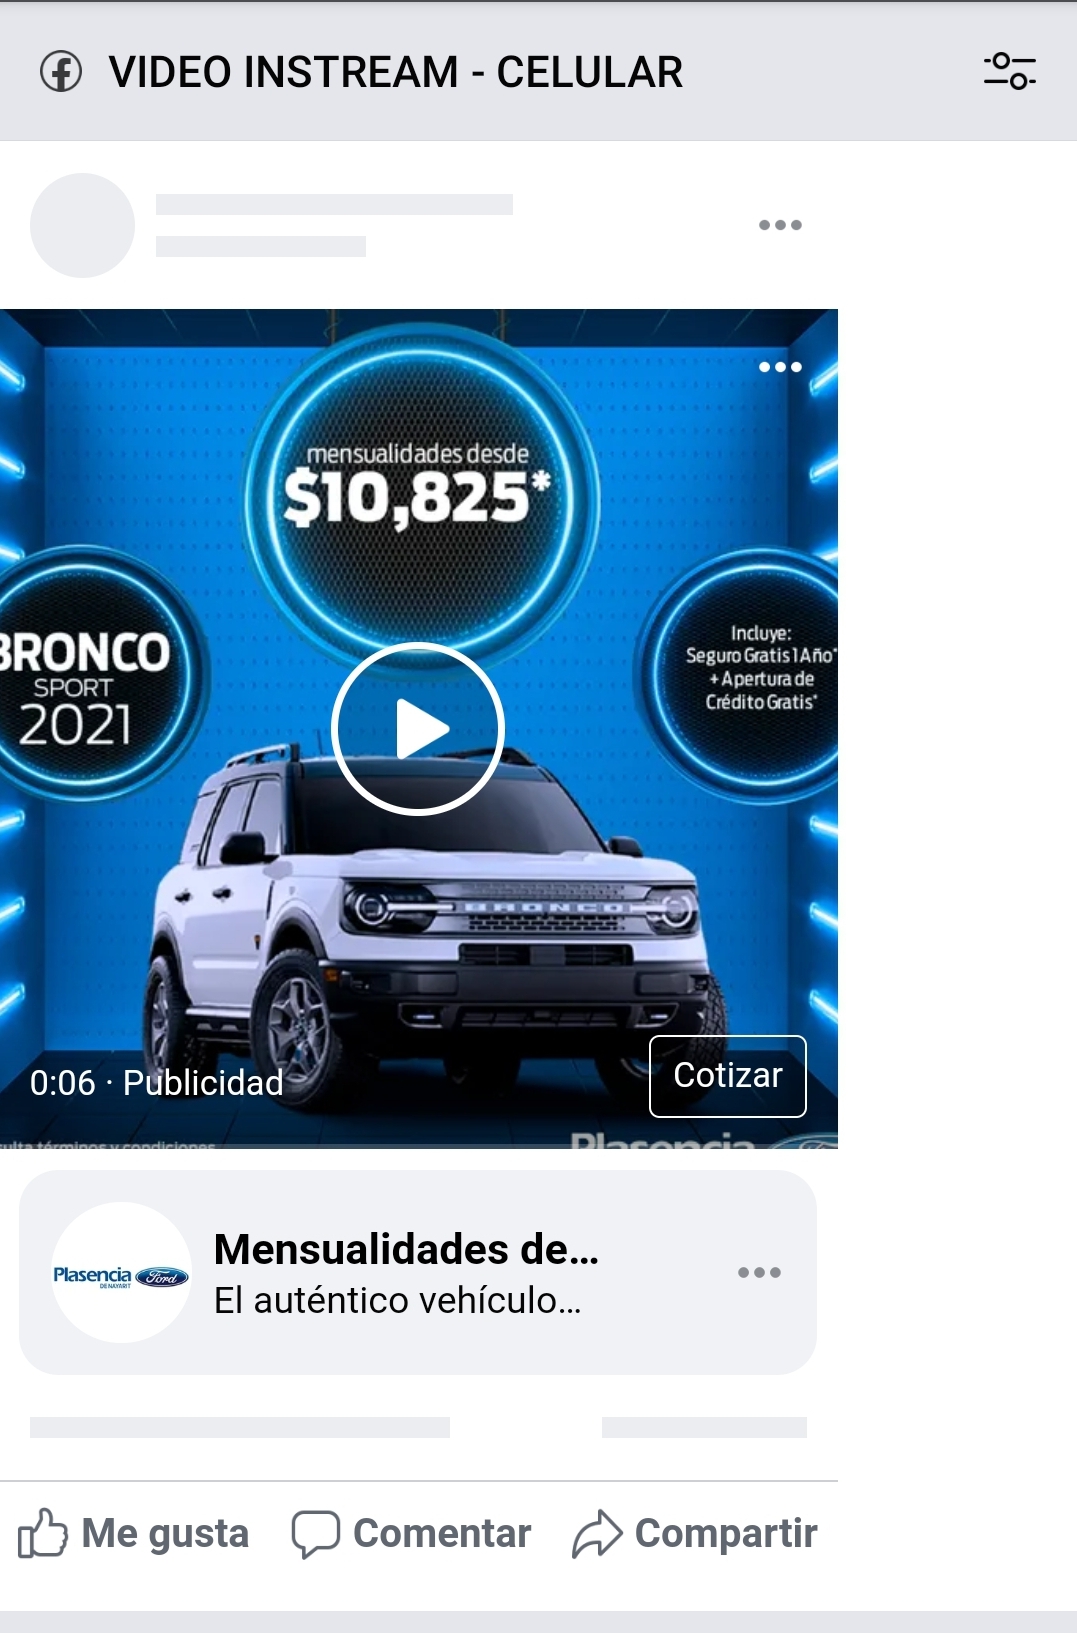 VIDEO INSTREAM - CELULAR
mensualidades desde
$10,825*
BRONCO
SPORT
2021
Incluye:
Seguro Gratis 1 Año*
+ Apertura de
Crédito Gratis*
BRONCO
0:06 · Publicidad
Cotizar
términos y condiciones
Plasencia
Plasencia
DE NAYARIT
Ford
Mensualidades de...
El auténtico vehículo...
Me gusta
Comentar
Compartir